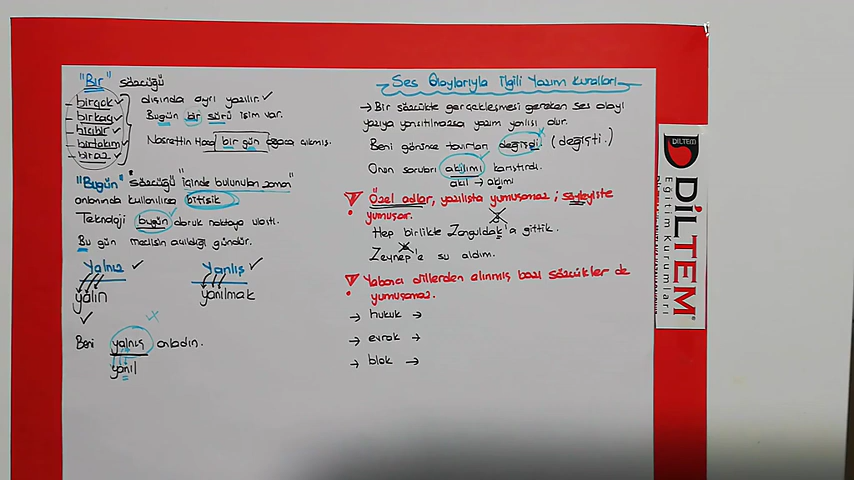 "Bir" sözcüğü
birçok
birkaç
hiçbir
birtakım
biraz
dışında ayrı yazılır.
Bugün bir sürü işim var.
Nasrettin Hoca bir gün ağaca çıkmış.
"Bugün" sözcüğü "içinde bulunulan zaman"
anlamında kullanılırsa bitişik
Teknoloji bugün doruk noktaya ulaştı.
Bu gün meclisin açıldığı gündür.
Yalnız Yanlış
yalın yanılmak
Beni yalnış anladın.
yanıl
Ses Olaylarıyla İlgili Yazım Kuralları
→ Bir sözcükte gerçekleşmesi gereken ses olayı
yazıya yansıtılmazsa yazım yanlışı olur.
Beni görünce tavırları değişdi. (değişti.)
Onun soruları akılımı karıştırdı.
akıl → aklımı
Özel adlar, yazılışta yumuşamaz; söyleyişte
yumuşar.
Hep birlikte Zonguldak'a gittik.
Zeynep'e su aldım.
Yabancı dillerden alınmış bazı sözcükler de
yumuşamaz.
→ hukuk →
→ evrak →
→ blok →
DİLTEM
DİLTEM
Eğitim Kurumları